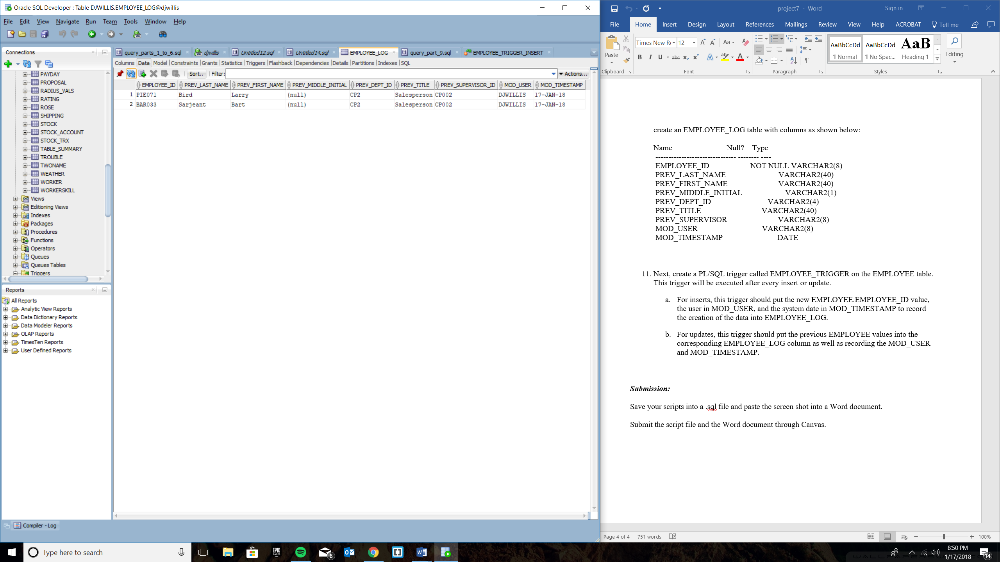 Oracle SQL Developer : Table DJWILLIS.EMPLOYEE_LOG@djwillis
File Edit View Navigate Run Team Tools Window Help
Connections
PAYDAY
PROPOSAL
RADIUS_VALS
RATING
ROSE
SHIPPING
STOCK
STOCK_ACCOUNT
STOCK_TRX
TABLE_SUMMARY
TROUBLE
TWONAME
WEATHER
WORKER
WORKERSKILL
Views
Editioning Views
Indexes
Packages
Procedures
Functions
Operators
Queues
Queues Tables
Triggers
Reports
All Reports
Analytic View Reports
Data Dictionary Reports
Data Modeler Reports
OLAP Reports
TimesTen Reports
User Defined Reports
Compiler - Log
query_parts_1_to_6.sql djwillis Untitled12.sql Untitled14.sql EMPLOYEE_LOG query_part_9.sql EMPLOYEE_TRIGGER_INSERT
Columns Data Model |Constraints |Grants |Statistics |Triggers |Flashback |Dependencies |Details |Partitions |Indexes |SQL
Sort.. Filter: Actions...
EMPLOYEE_ID PREV_LAST_NAME PREV_FIRST_NAME PREV_MIDDLE_INITIAL PREV_DEPT_ID PREV_TITLE PREV_SUPERVISOR_ID MOD_USER MOD_TIMESTAMP
1 PIE071 Bird Larry (null) CP2 Salesperson CP002 DJWILLIS 17-JAN-18
2 BAR033 Sarjeant Bart (null) CP2 Salesperson CP002 DJWILLIS 17-JAN-18
project7 - Word Sign in
File Home Insert Design Layout References Mailings Review View Help ACROBAT Tell me
Paste
Clipboard
Times New R 12 Aa
B I U abc X2 X2 A ab A
Font
Paragraph
AaBbCcDd AaBbCcDd AaB
¶ Normal ¶ No Spac... Heading 1
Styles
Editing
create an EMPLOYEE_LOG table with columns as shown below:
Name Null? Type
------------------------------- -------- ----
EMPLOYEE_ID NOT NULL VARCHAR2(8)
PREV_LAST_NAME VARCHAR2(40)
PREV_FIRST_NAME VARCHAR2(40)
PREV_MIDDLE_INITIAL VARCHAR2(1)
PREV_DEPT_ID VARCHAR2(4)
PREV_TITLE VARCHAR2(40)
PREV_SUPERVISOR VARCHAR2(8)
MOD_USER VARCHAR2(8)
MOD_TIMESTAMP DATE
11. Next, create a PL/SQL trigger called EMPLOYEE_TRIGGER on the EMPLOYEE table.
This trigger will be executed after every insert or update.
a. For inserts, this trigger should put the new EMPLOYEE.EMPLOYEE_ID value,
the user in MOD_USER, and the system date in MOD_TIMESTAMP to record
the creation of the data into EMPLOYEE_LOG.
b. For updates, this trigger should put the previous EMPLOYEE values into the
corresponding EMPLOYEE_LOG column as well as recording the MOD_USER
and MOD_TIMESTAMP.
Submission:
Save your scripts into a .sql file and paste the screen shot into a Word document.
Submit the script file and the Word document through Canvas.
Page 4 of 4 751 words 100%
Type here to search
EPIC GAMES
6
8:50 PM
1/17/2018
14